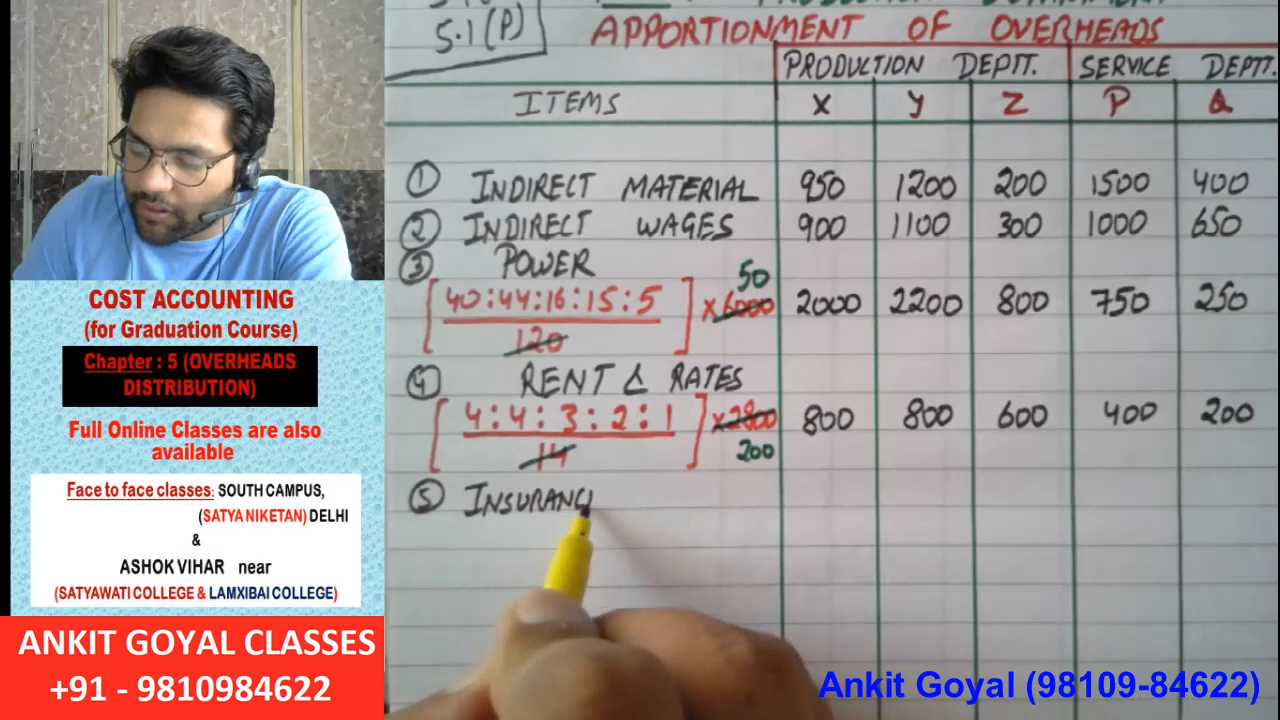 5.1 (P)
APPORTIONMENT OF OVERHEADS
PRODUCTION DEPTT. SERVICE DEPTT.
ITEMS X Y Z P Q
① INDIRECT MATERIAL 950 1200 200 1500 400
② INDIRECT WAGES 900 1100 300 1000 650
③ POWER
50
[40:44:16:15:5 ] ×6000 2000 2200 800 750 250
120
④ RENT & RATES
[4:4:3:2:1 ] ×2800 800 800 600 400 200
14 200
⑤ INSURANC
COST ACCOUNTING
(for Graduation Course)
Chapter : 5 (OVERHEADS
DISTRIBUTION)
Full Online Classes are also
available
Face to face classes: SOUTH CAMPUS,
(SATYA NIKETAN) DELHI
&
ASHOK VIHAR near
(SATYAWATI COLLEGE & LAMXIBAI COLLEGE)
ANKIT GOYAL CLASSES
+91 - 9810984622
Ankit Goyal (98109-84622)